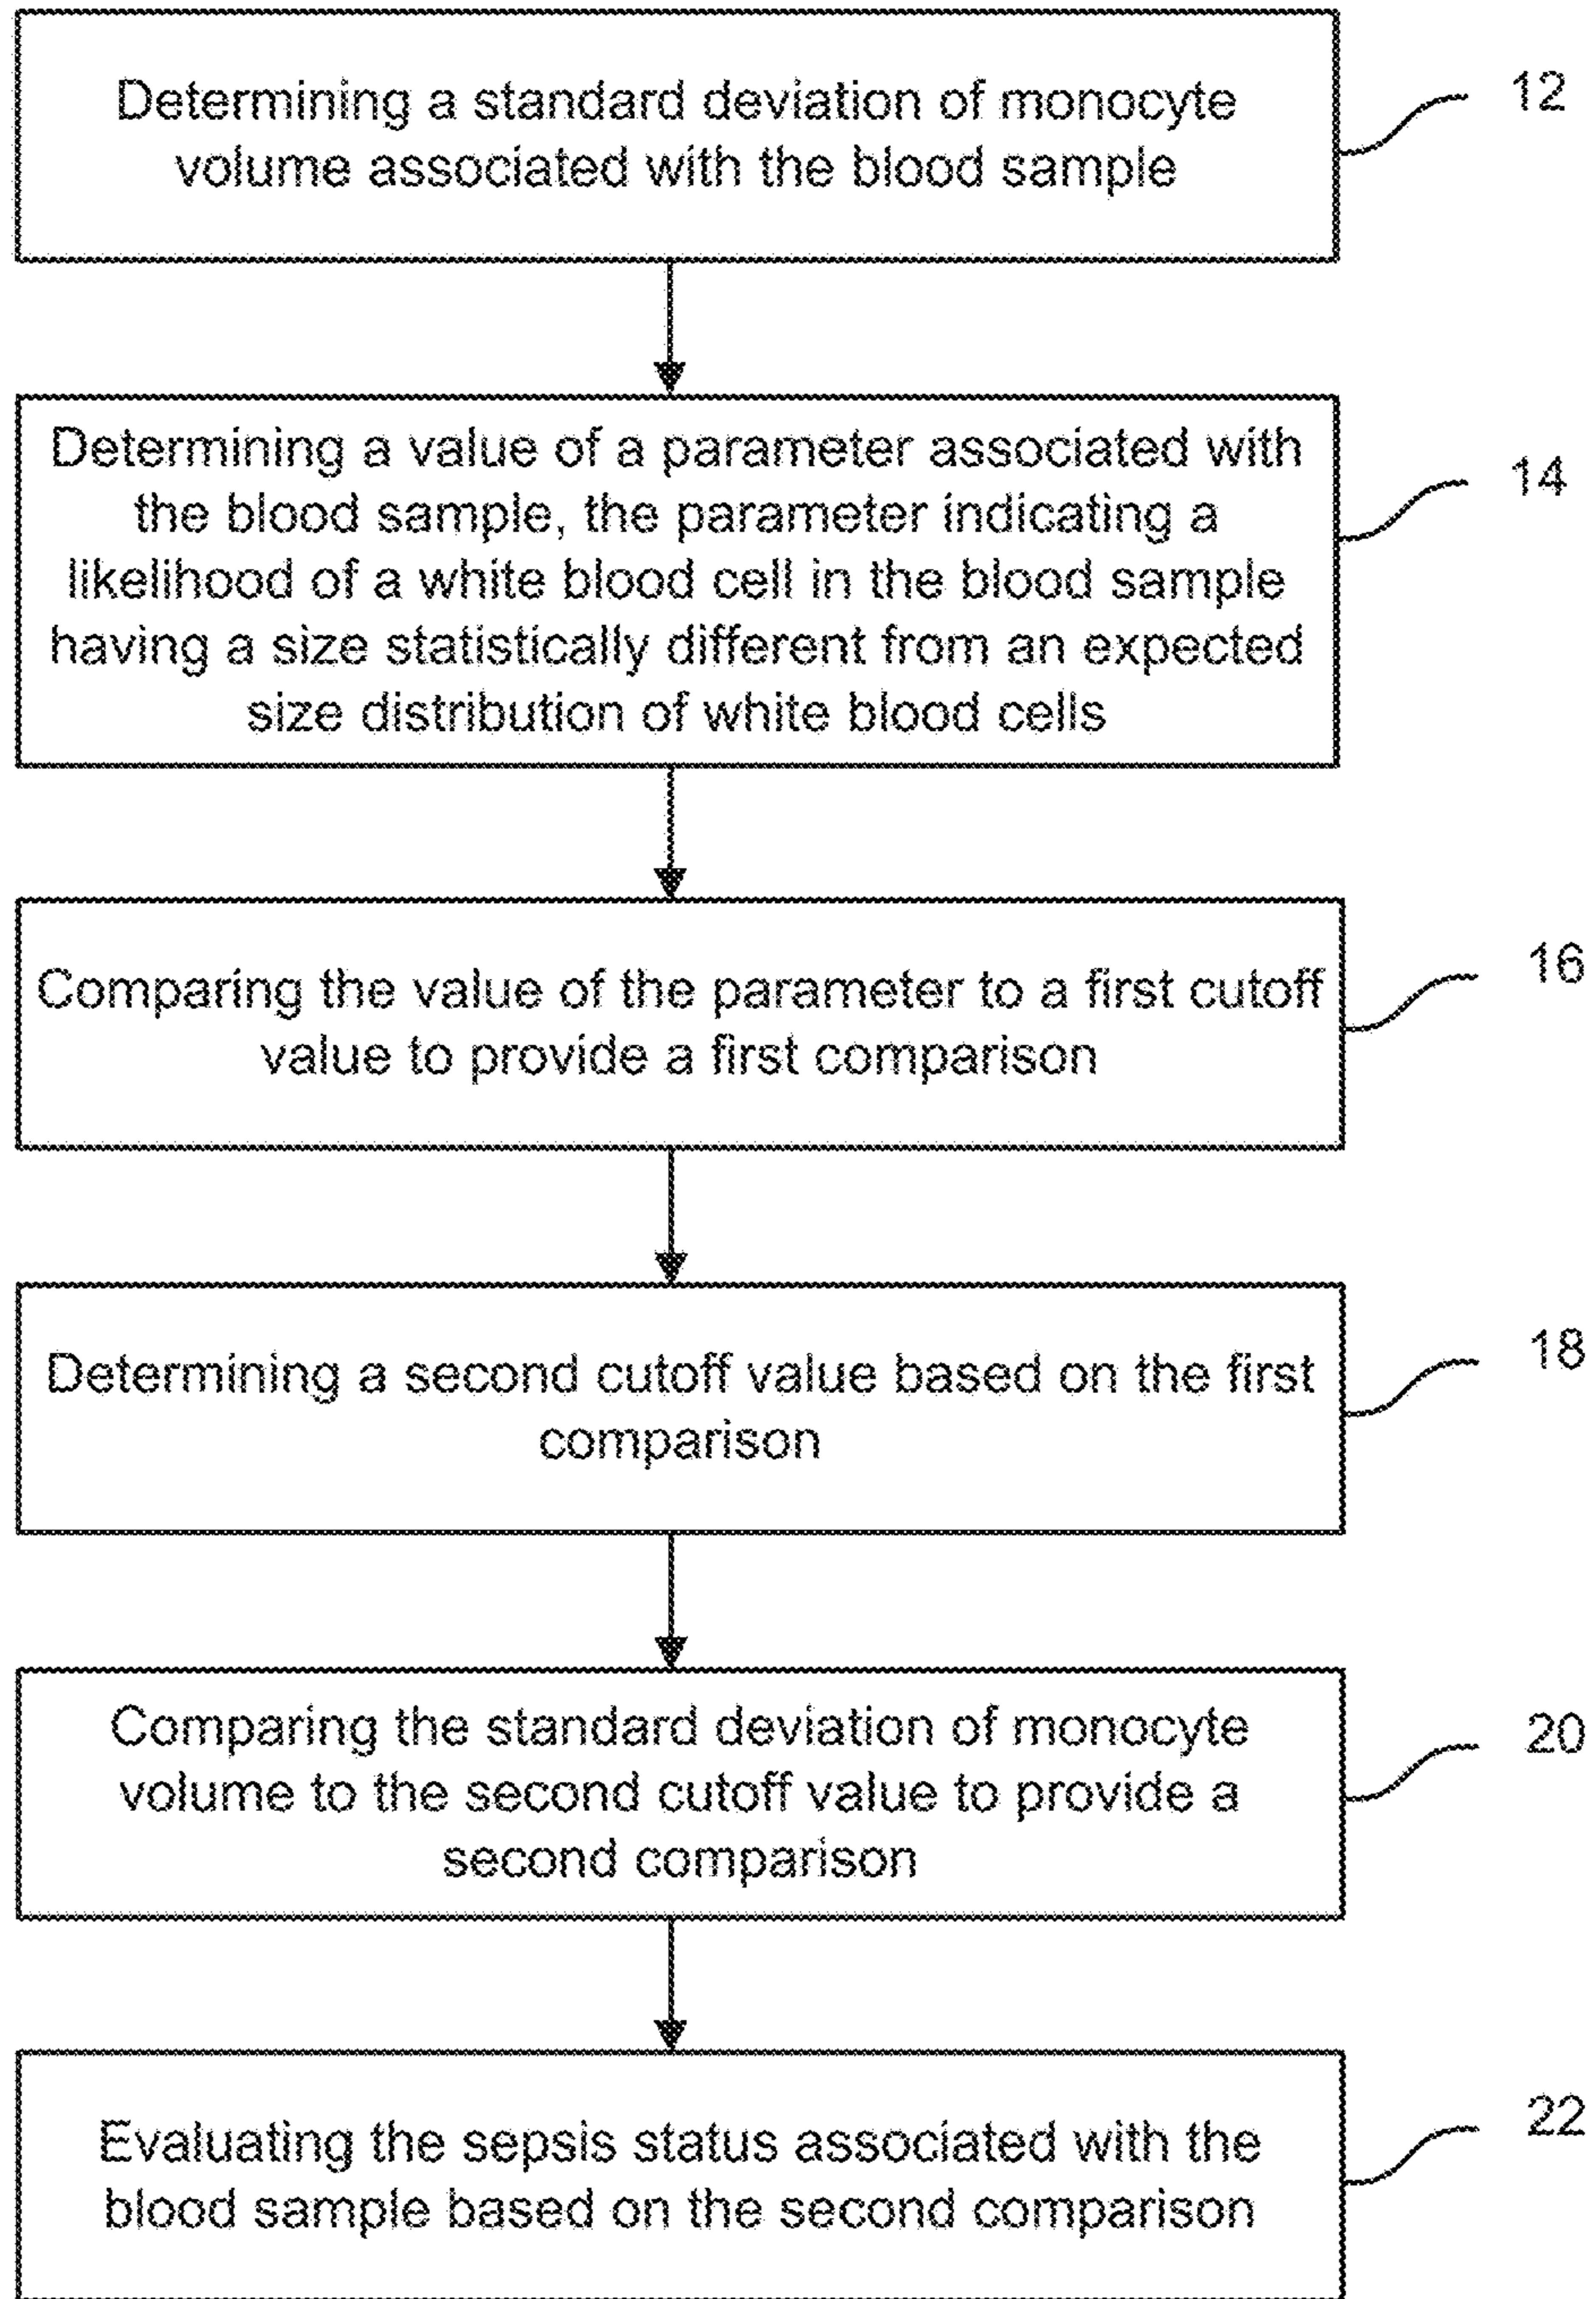 Determining a standard deviation of monocyte
volume associated with the blood sample
12
Determining a value of a parameter associated with
the blood sample, the parameter indicating a
likelihood of a white blood cell in the blood sample
having a size statistically different from an expected
size distribution of white blood cells
14
Comparing the value of the parameter to a first cutoff
value to provide a first comparison
16
Determining a second cutoff value based on the first
comparison
18
Comparing the standard deviation of monocyte
volume to the second cutoff value to provide a
second comparison
20
Evaluating the sepsis status associated with the
blood sample based on the second comparison
22